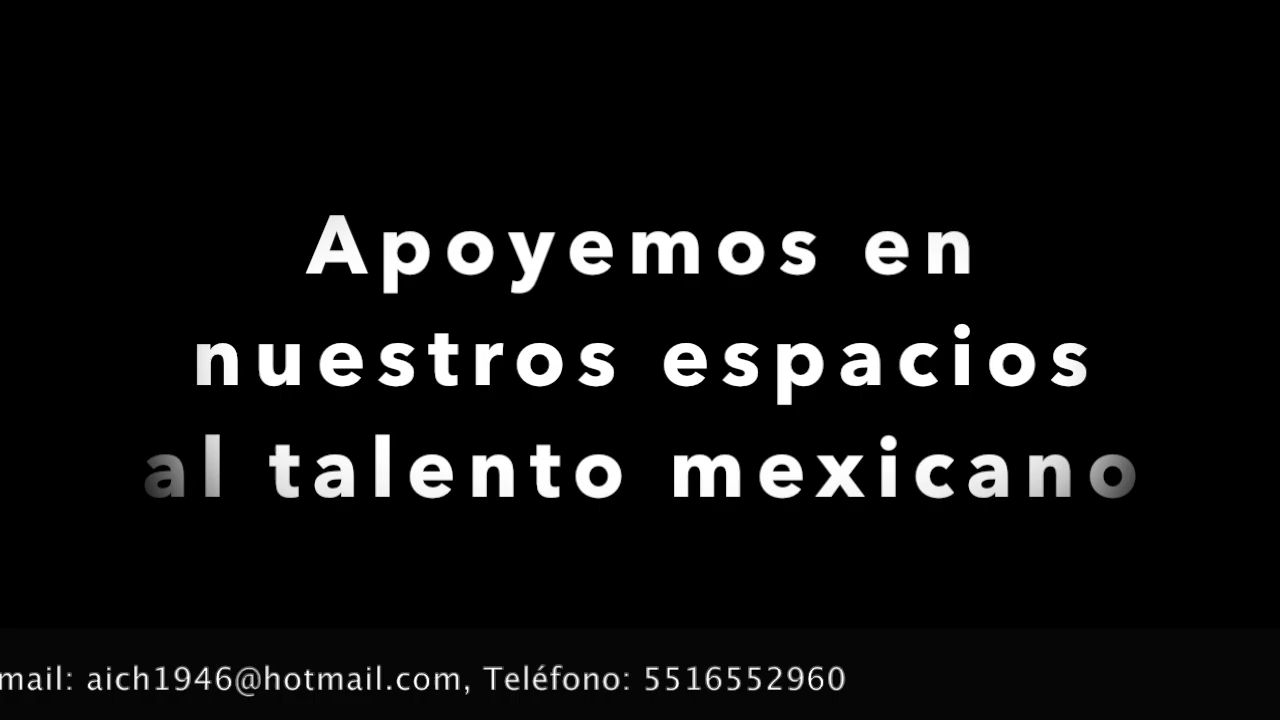 Apoyemos en
nuestros espacios
al talento mexicano
mail: aich1946@hotmail.com, Teléfono: 5516552960